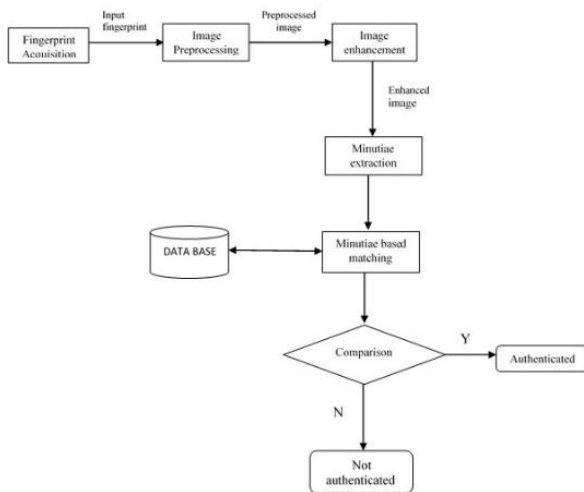 Input
fingerprint
Preprocessed
image
Fingerprint
Acquisition
Image
Preprocessing
Image
enhancement
Enhanced
image
Minutiae
extraction
DATA BASE
Minutiae based
matching
Comparison
Y
Authenticated
N
Not
authenticated